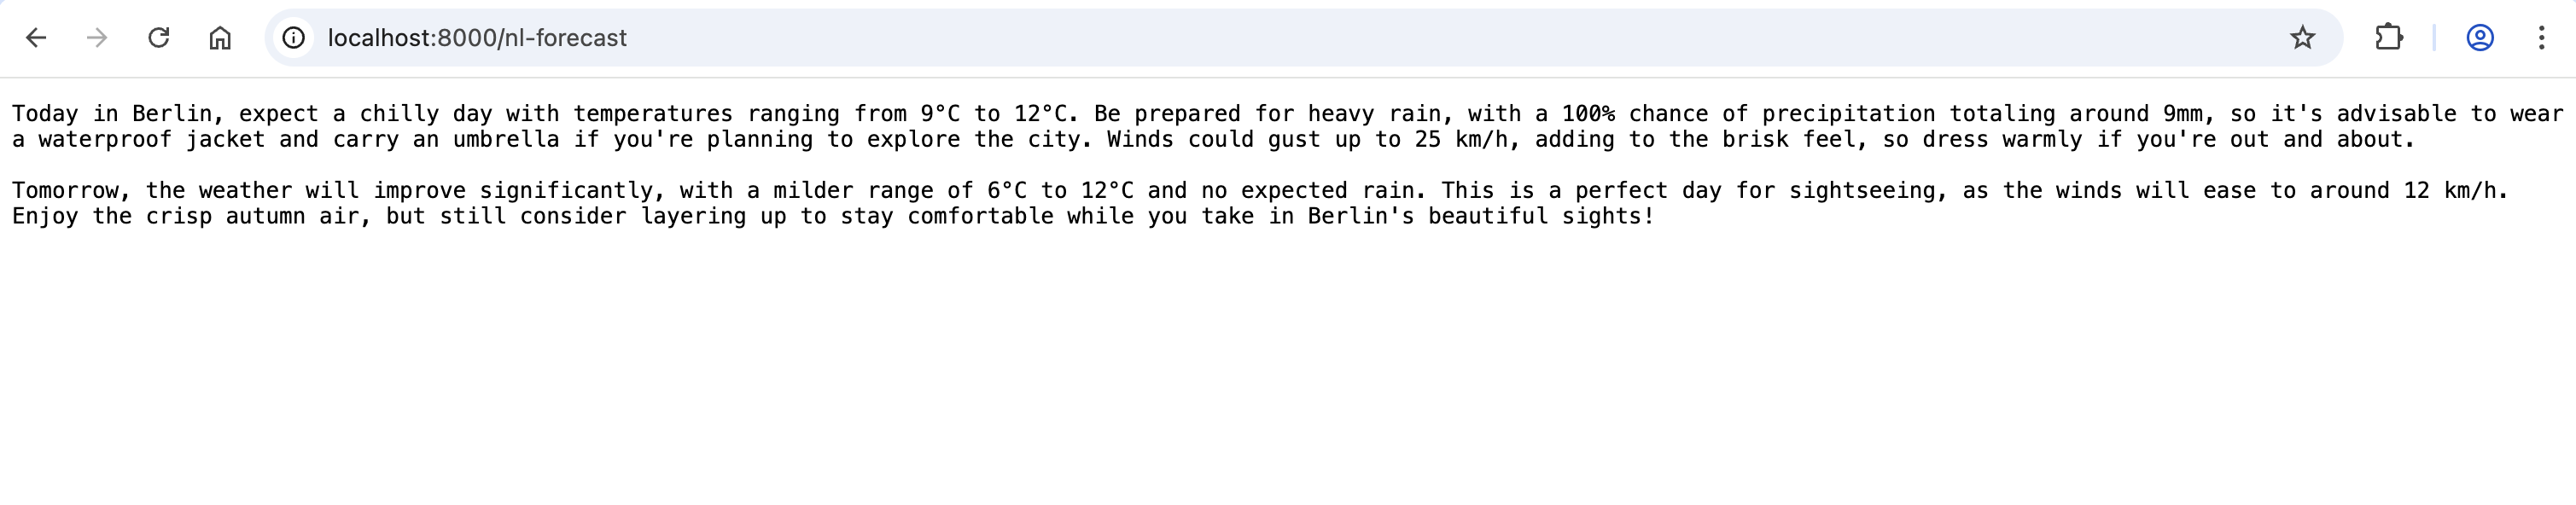 localhost:8000/nl-forecast
Today in Berlin, expect a chilly day with temperatures ranging from 9°C to 12°C. Be prepared for heavy rain, with a 100% chance of precipitation totaling around 9mm, so it's advisable to wear
a waterproof jacket and carry an umbrella if you're planning to explore the city. Winds could gust up to 25 km/h, adding to the brisk feel, so dress warmly if you're out and about.
Tomorrow, the weather will improve significantly, with a milder range of 6°C to 12°C and no expected rain. This is a perfect day for sightseeing, as the winds will ease to around 12 km/h.
Enjoy the crisp autumn air, but still consider layering up to stay comfortable while you take in Berlin's beautiful sights!